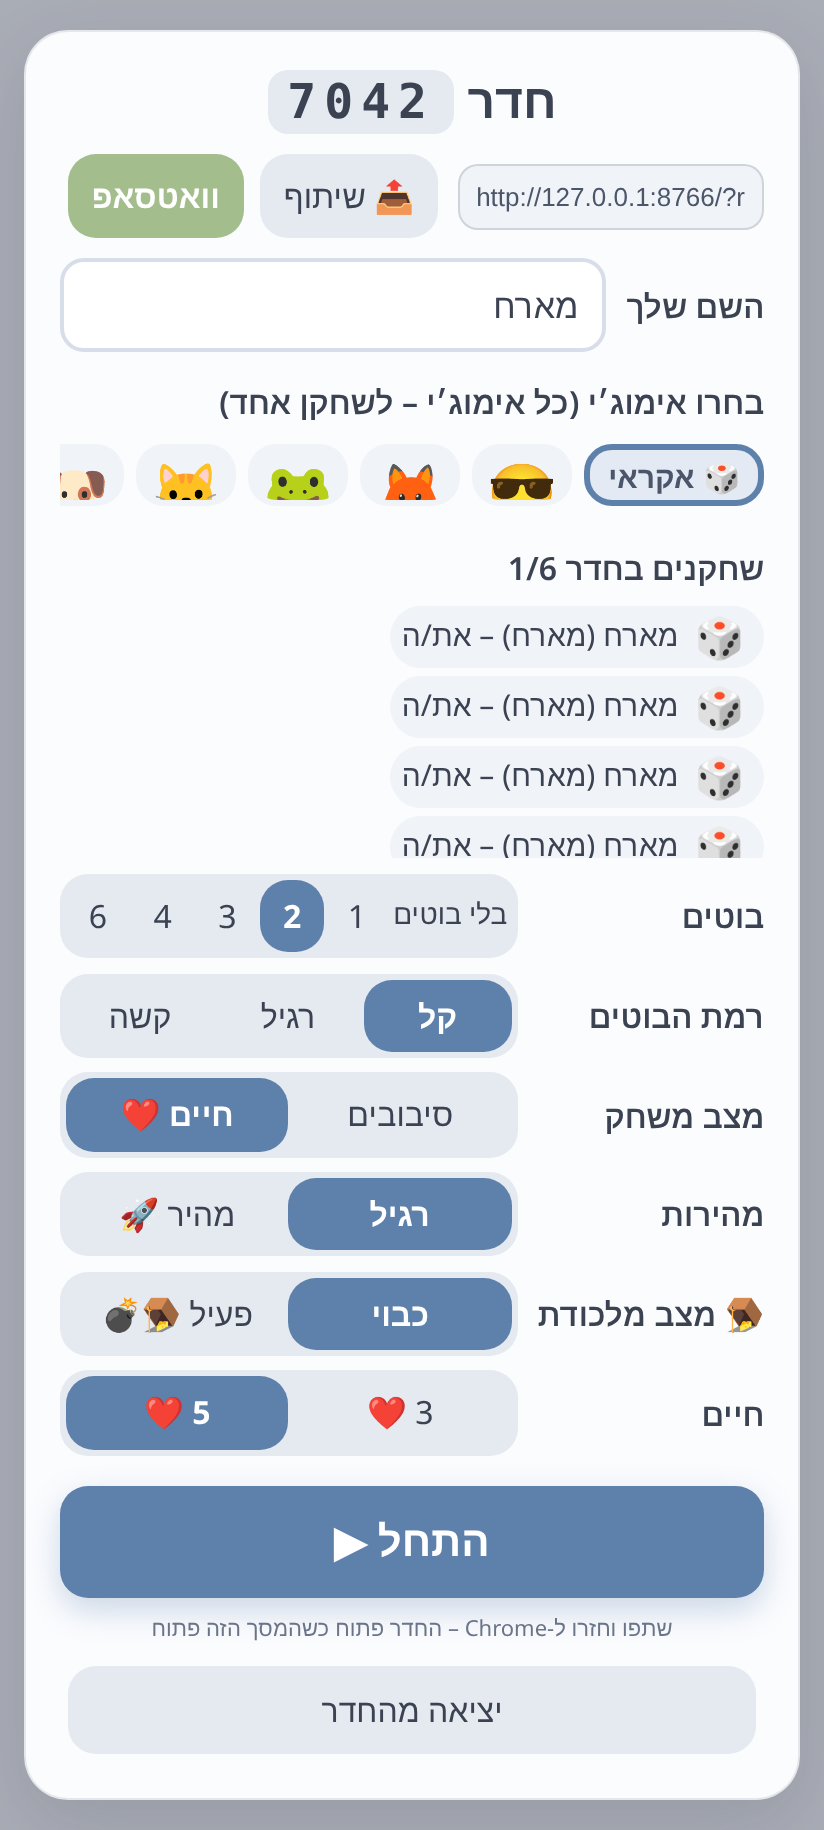 חדר 7042
http://127.0.0.1:8766/?r שיתוף וואטסאפ
השם שלך מארח
בחרו אימוג׳י (כל אימוג׳י – לשחקן אחד)
אקראי
שחקנים בחדר 1/6
מארח (מארח) – את/ה
מארח (מארח) – את/ה
מארח (מארח) – את/ה
מארח (מארח) – את/ה
בוטים בלי בוטים 1 2 3 4 6
רמת הבוטים קל רגיל קשה
מצב משחק סיבובים חיים ❤️
מהירות רגיל מהיר 🚀
🪤 מצב מלכודת כבוי פעיל 🪤💣
חיים 3 ❤️ 5 ❤️
התחל ▶
שתפו וחזרו ל-Chrome – החדר פתוח כשהמסך הזה פתוח
יציאה מהחדר